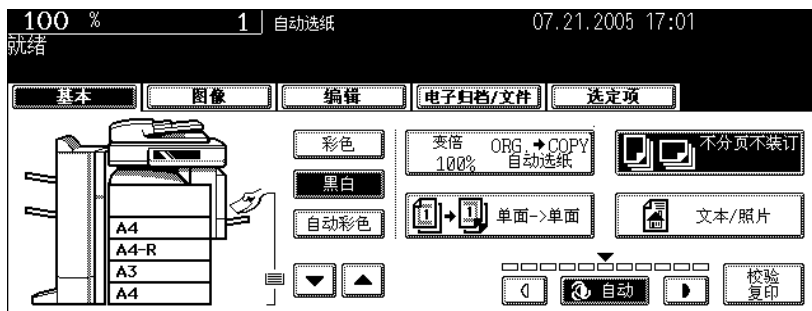 100 % 1 自动选纸 07.21.2005 17:01
就绪
基本 图像 编辑 电子归档/文件 选定项
彩色
黑白
自动彩色
变倍 ORG.→COPY
100% 自动选纸
不分页不装订
1→1 单面->单面
文本/照片
A4
A4-R
A3
A4
自动
校验
复印